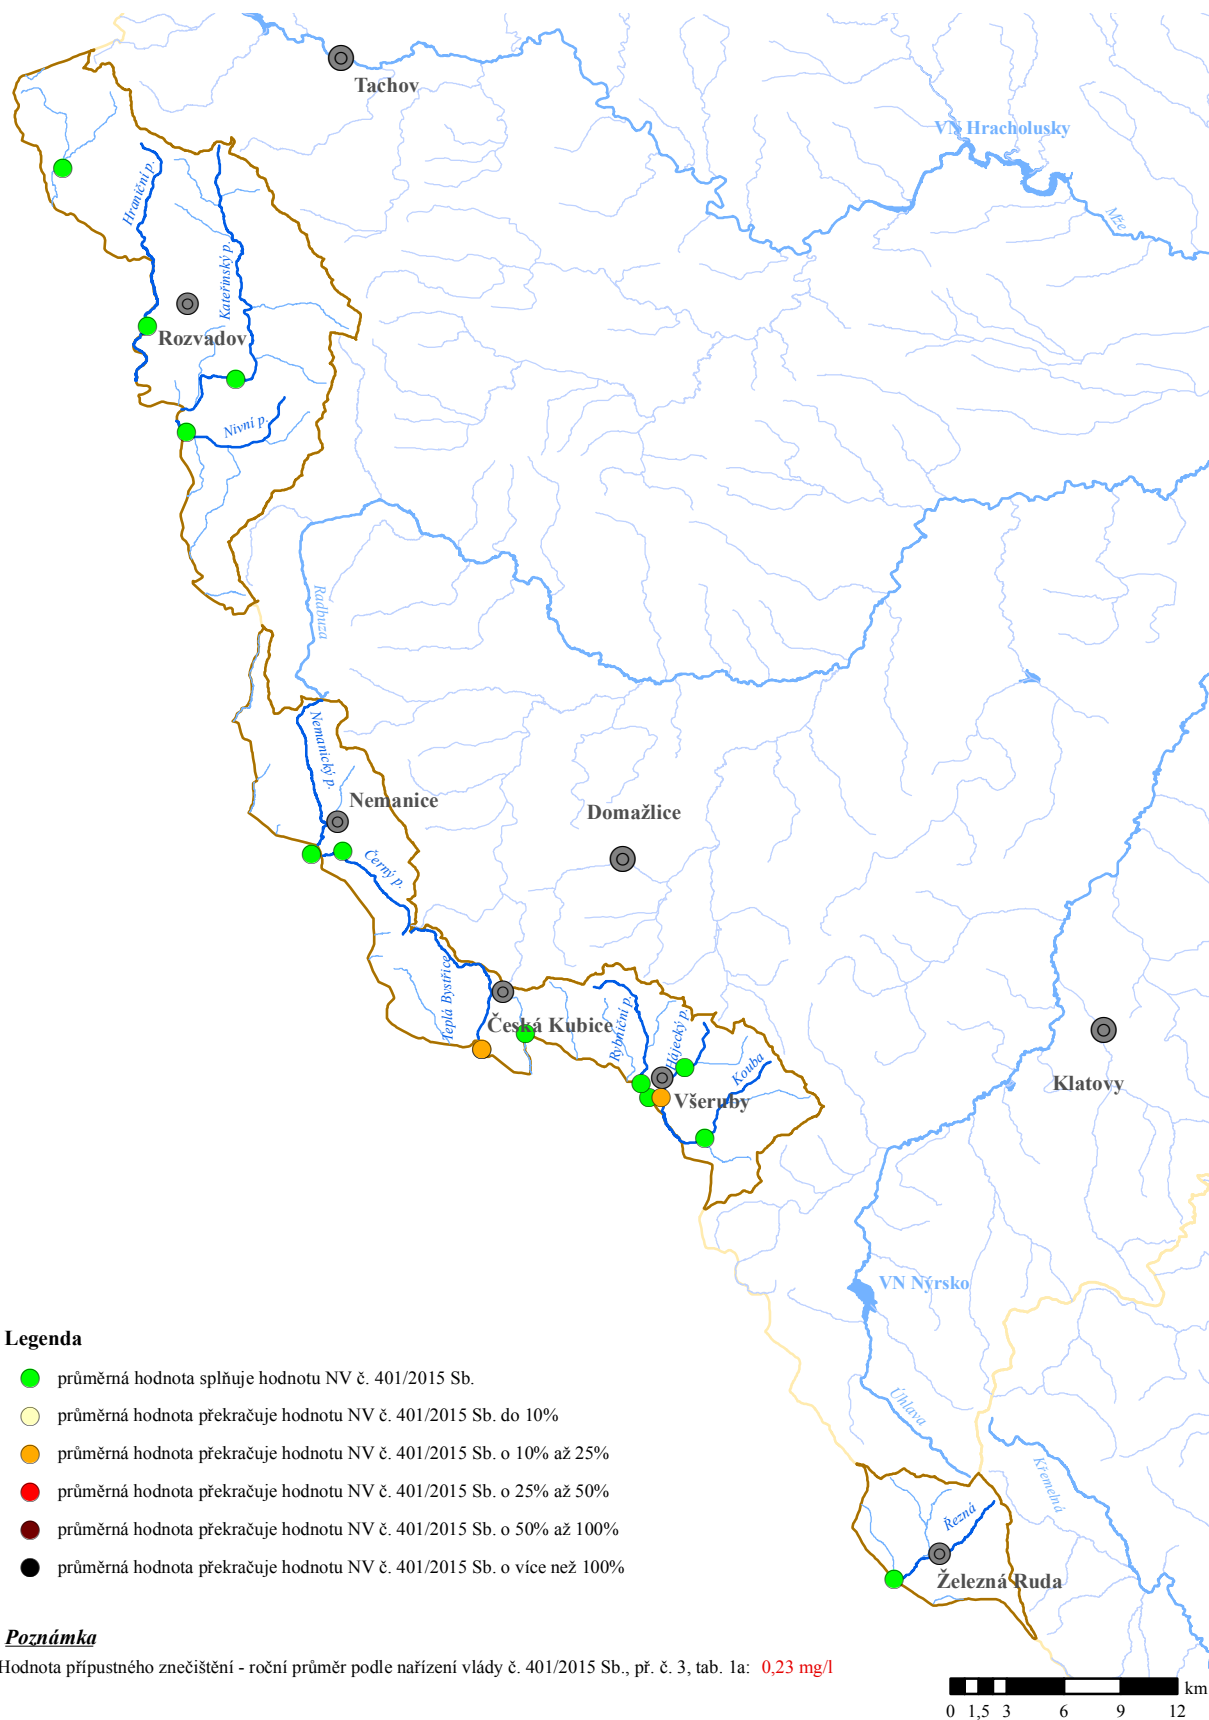 Tachov
VN Hracholusky
Mže
Hraniční p.
Kateřinský p.
Rozvadov
Nivní p.
Radbuza
Nemanický p.
Nemanice
Domažlice
Černý p.
Teplá Bystřice
Česká Kubice
Rybniční p.
Hájecký p.
Kouba
Všeruby
Klatovy
VN Nýrsko
Úhlava
Křemelná
Řezná
Železná Ruda
Legenda
průměrná hodnota splňuje hodnotu NV č. 401/2015 Sb.
průměrná hodnota překračuje hodnotu NV č. 401/2015 Sb. do 10%
průměrná hodnota překračuje hodnotu NV č. 401/2015 Sb. o 10% až 25%
průměrná hodnota překračuje hodnotu NV č. 401/2015 Sb. o 25% až 50%
průměrná hodnota překračuje hodnotu NV č. 401/2015 Sb. o 50% až 100%
průměrná hodnota překračuje hodnotu NV č. 401/2015 Sb. o více než 100%
Poznámka
Hodnota přípustného znečištění - roční průměr podle nařízení vlády č. 401/2015 Sb., př. č. 3, tab. 1a: 0,23 mg/l
km
0 1,5 3 6 9 12